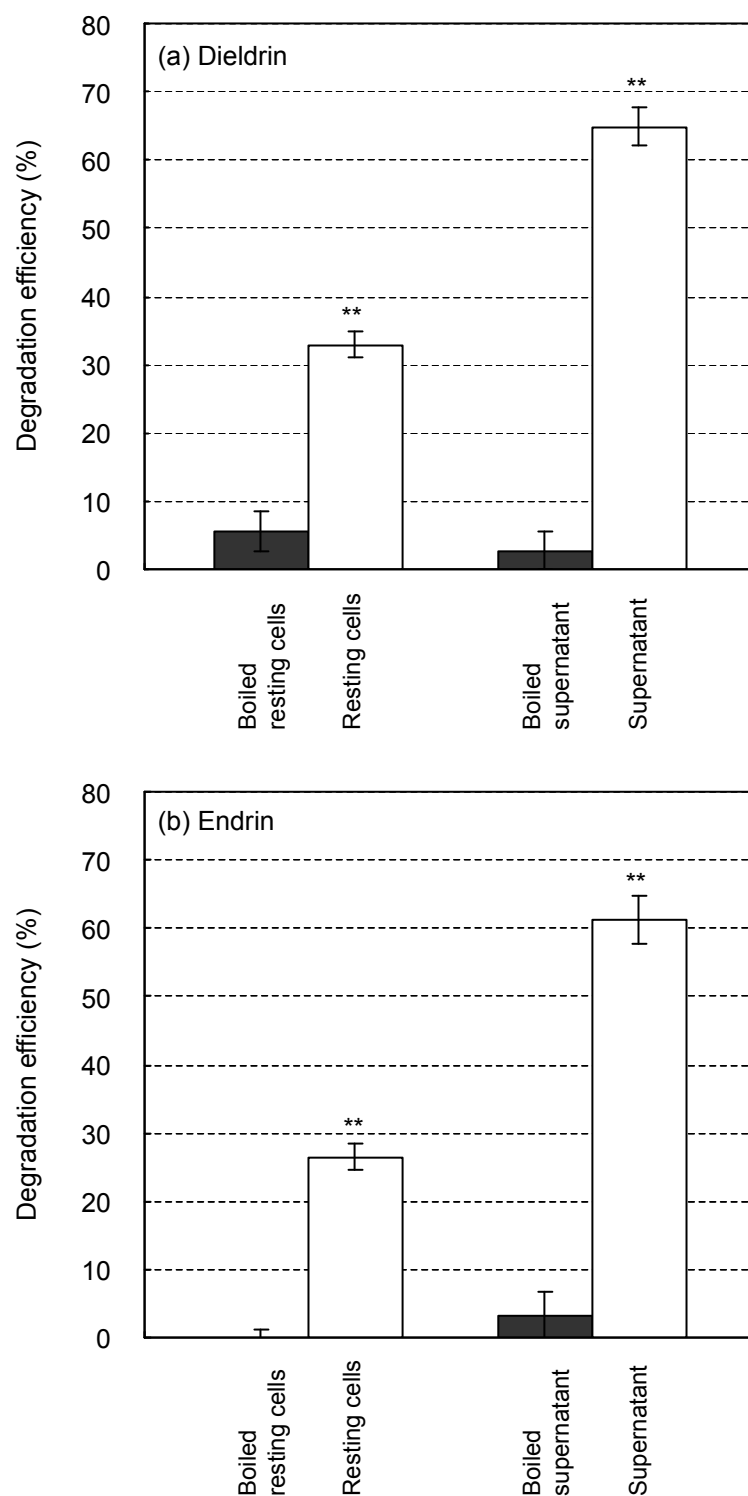 (a) Dieldrin
Degradation efficiency (%)
80
70
60
50
40
30
20
10
0
**
**
Boiled
resting cells
Resting cells
Boiled
supernatant
Supernatant
(b) Endrin
Degradation efficiency (%)
80
70
60
50
40
30
20
10
0
**
**
Boiled
resting cells
Resting cells
Boiled
supernatant
Supernatant